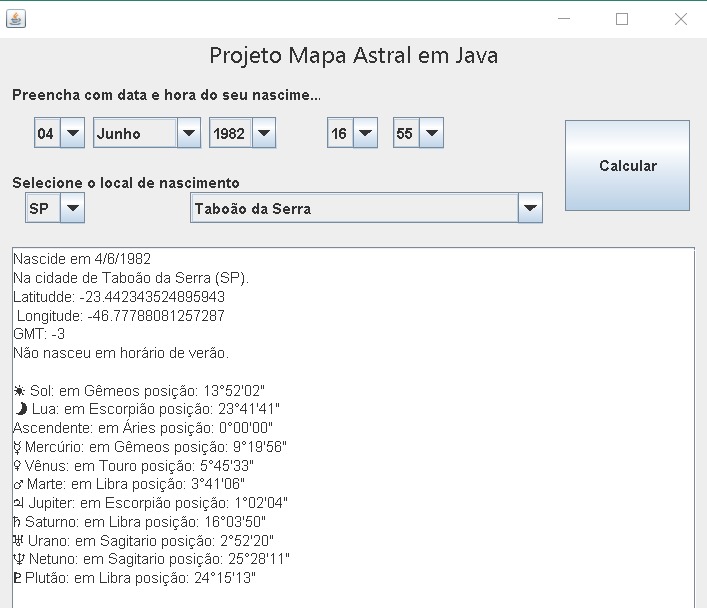 Projeto Mapa Astral em Java
Preencha com data e hora do seu nascime...
04 Junho 1982 16 55
Calcular
Selecione o local de nascimento
SP Taboão da Serra
Nascide em 4/6/1982
Na cidade de Taboão da Serra (SP).
Latitudde: -23.442343524895943
Longitude: -46.77788081257287
GMT: -3
Não nasceu em horário de verão.
☀ Sol: em Gêmeos posição: 13°52'02"
☽ Lua: em Escorpião posição: 23°41'41"
Ascendente: em Áries posição: 0°00'00"
☿ Mercúrio: em Gêmeos posição: 9°19'56"
♀ Vênus: em Touro posição: 5°45'33"
♂ Marte: em Libra posição: 3°41'06"
♃ Jupiter: em Escorpião posição: 1°02'04"
♄ Saturno: em Libra posição: 16°03'50"
♅ Urano: em Sagitario posição: 2°52'20"
♆ Netuno: em Sagitario posição: 25°28'11"
♇ Plutão: em Libra posição: 24°15'13"